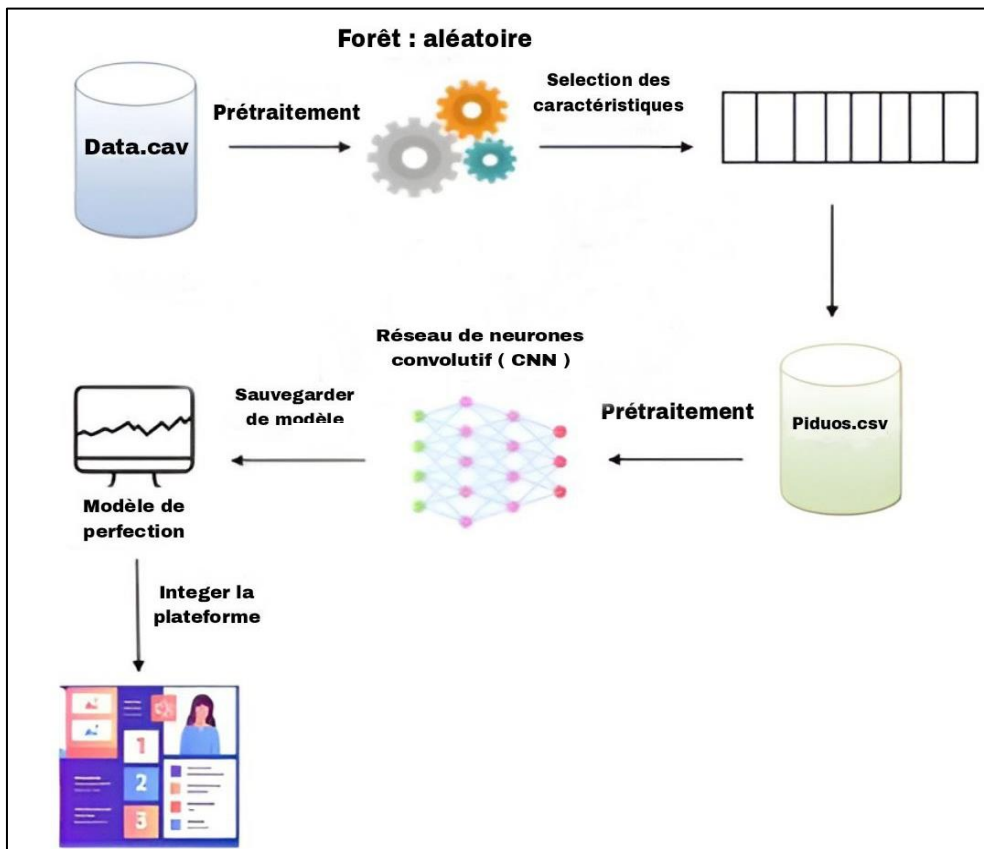 Forêt : aléatoire
Data.cav
Prétraitement
Selection des
caractéristiques
Réseau de neurones
convolutif ( CNN )
Piduos.csv
Prétraitement
Sauvegarder
de modèle
Modèle de
perfection
Integer la
plateforme
1
2
3